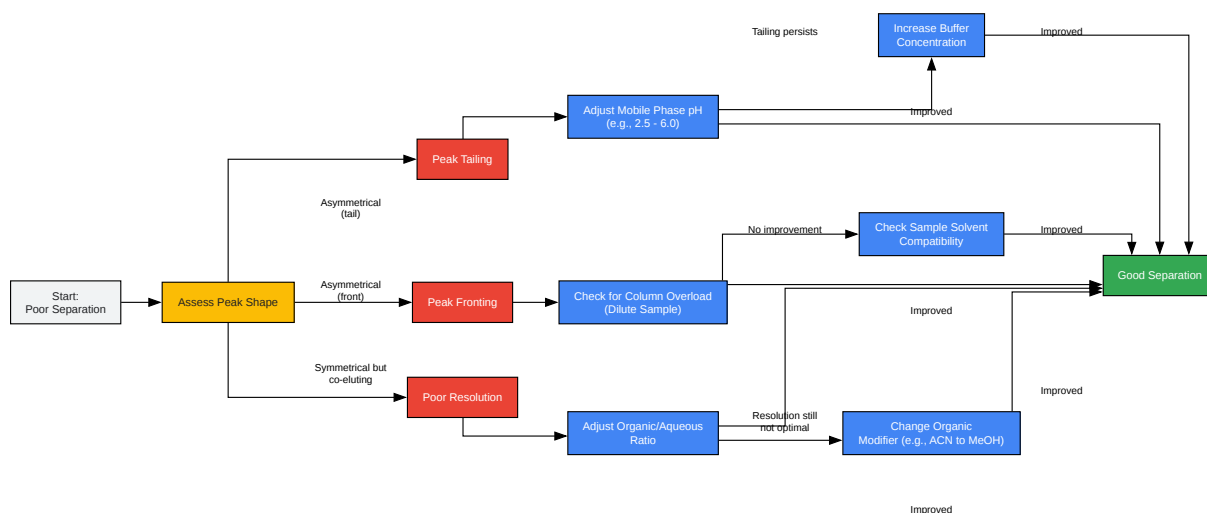 Tailing persists
Increase Buffer
Concentration
Improved
Adjust Mobile Phase pH
(e.g., 2.5 - 6.0)
Improved
Peak Tailing
Asymmetrical
(tail)
No improvement
Check Sample Solvent
Compatibility
Improved
Start:
Poor Separation
Assess Peak Shape
Asymmetrical
(front)
Peak Fronting
Check for Column Overload
(Dilute Sample)
Good Separation
Improved
Symmetrical but
co-eluting
Poor Resolution
Improved
Adjust Organic/Aqueous
Ratio
Resolution still
not optimal
Change Organic
Modifier (e.g., ACN to MeOH)
Improved